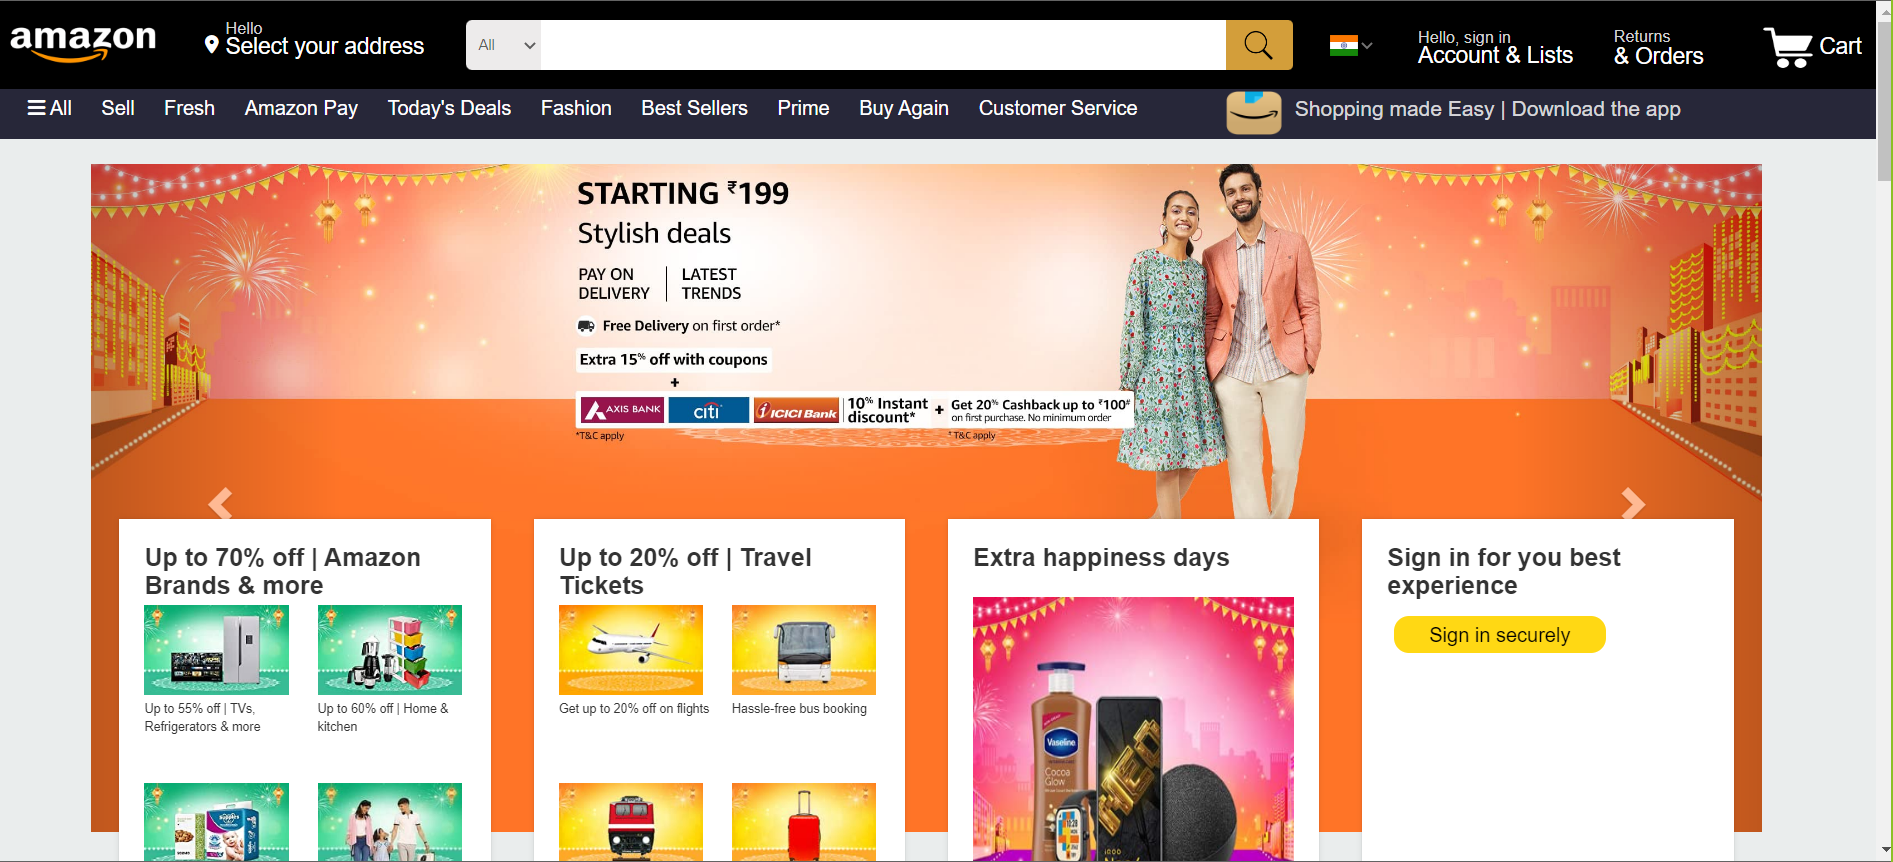 amazon
Hello
Select your address
All
Hello, sign in
Account & Lists
Returns
& Orders
Cart
All
Sell
Fresh
Amazon Pay
Today's Deals
Fashion
Best Sellers
Prime
Buy Again
Customer Service
Shopping made Easy | Download the app
STARTING ₹199
Stylish deals
PAY ON
DELIVERY
LATEST
TRENDS
Free Delivery on first order*
Extra 15% off with coupons
+
AXIS BANK
citi
ICICI Bank
10% Instant
discount*
+
Get 20% Cashback up to ₹100#
on first purchase. No minimum order
*T&C apply
# T&C apply
Up to 70% off | Amazon
Brands & more
Up to 55% off | TVs,
Refrigerators & more
Up to 60% off | Home &
kitchen
Up to 20% off | Travel
Tickets
Get up to 20% off on flights
Hassle-free bus booking
Extra happiness days
Vaseline
Cocoa
Glow
Sign in for you best
experience
Sign in securely